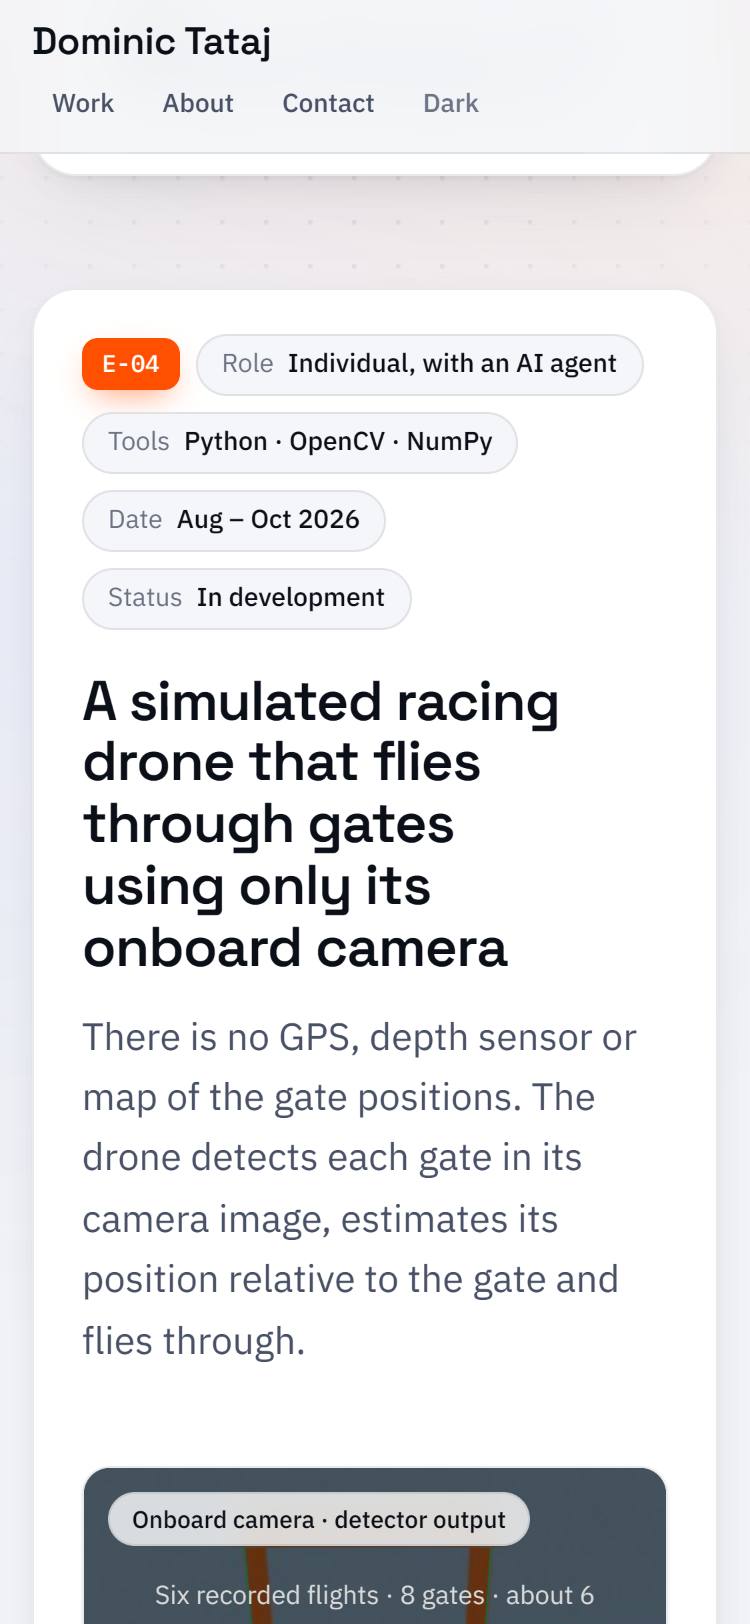 Dominic Tataj
Work About Contact Dark
E-04 Role Individual, with an AI agent
Tools Python · OpenCV · NumPy
Date Aug – Oct 2026
Status In development
A simulated racing
drone that flies
through gates
using only its
onboard camera
There is no GPS, depth sensor or
map of the gate positions. The
drone detects each gate in its
camera image, estimates its
position relative to the gate and
flies through.
Onboard camera · detector output
Six recorded flights · 8 gates · about 6